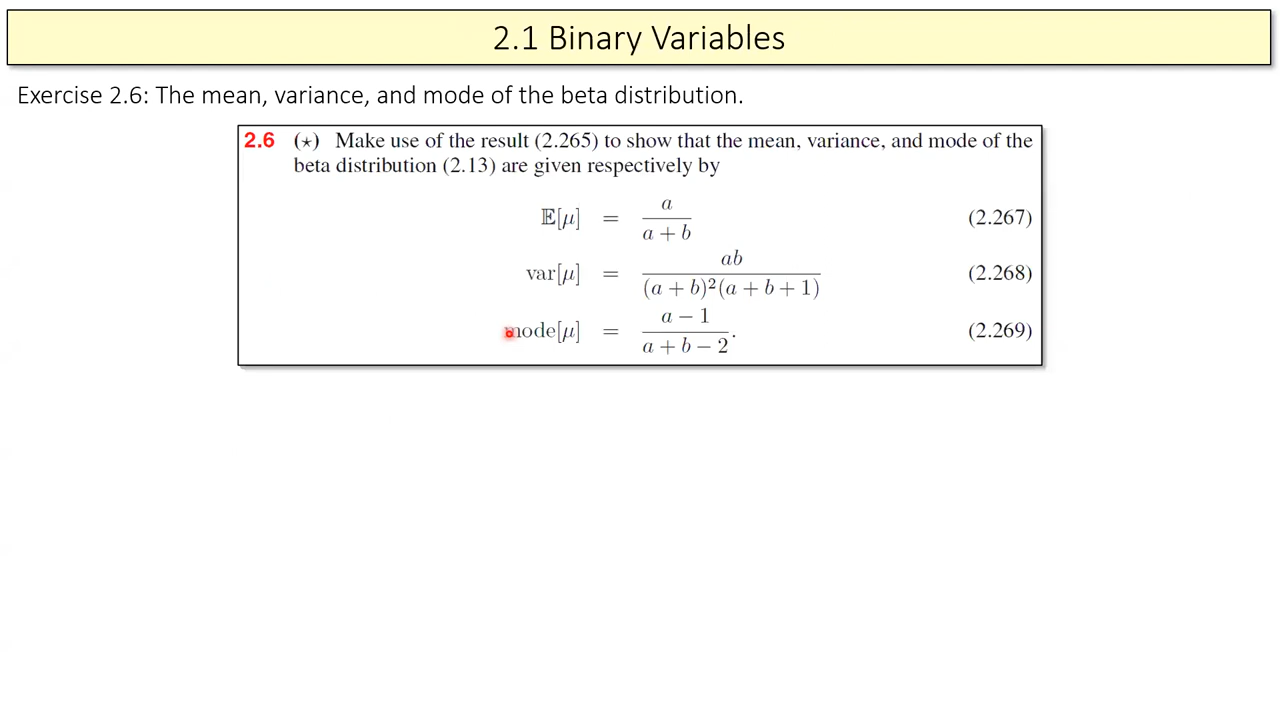 2.1 Binary Variables
Exercise 2.6: The mean, variance, and mode of the beta distribution.
2.6 (⋆) Make use of the result (2.265) to show that the mean, variance, and mode of the
beta distribution (2.13) are given respectively by
𝔼[μ] = a / (a + b) (2.267)
var[μ] = ab / ((a + b)²(a + b + 1)) (2.268)
mode[μ] = (a − 1) / (a + b − 2). (2.269)